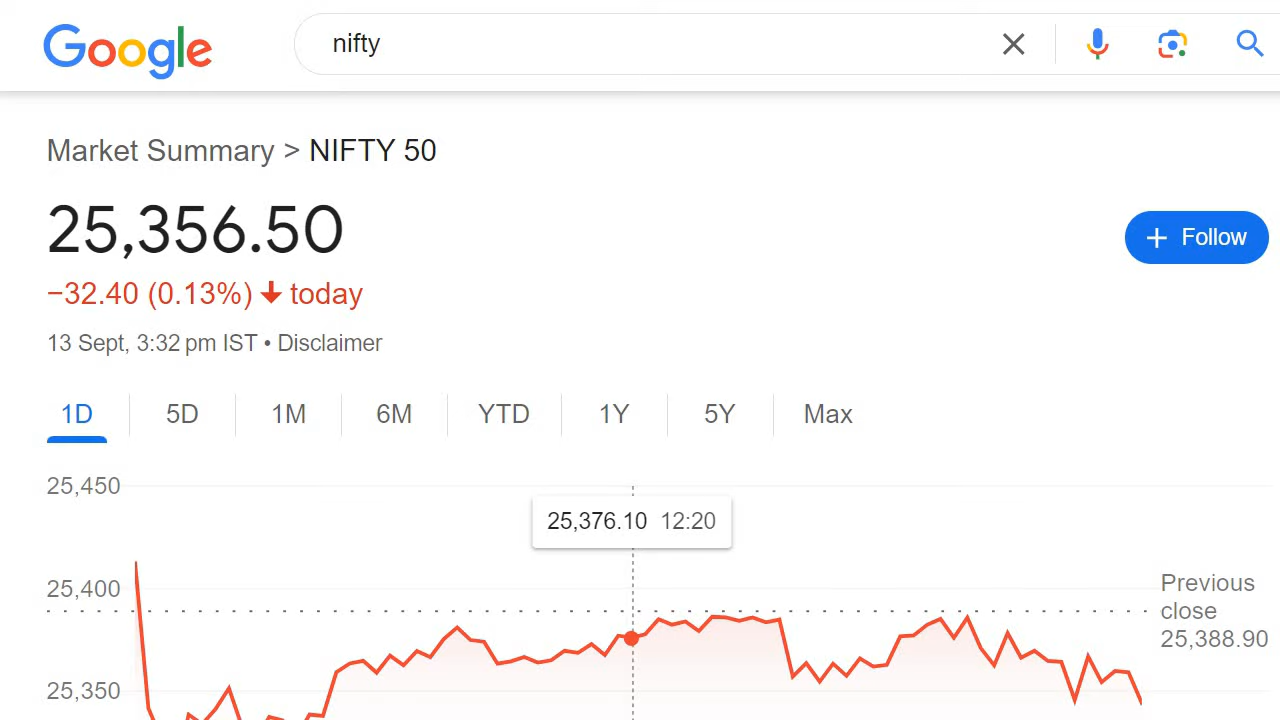 Google
nifty
Market Summary > NIFTY 50
25,356.50
+ Follow
−32.40 (0.13%) ↓ today
13 Sept, 3:32 pm IST • Disclaimer
1D 5D 1M 6M YTD 1Y 5Y Max
25,450
25,376.10 12:20
25,400
Previous
close
25,388.90
25,350